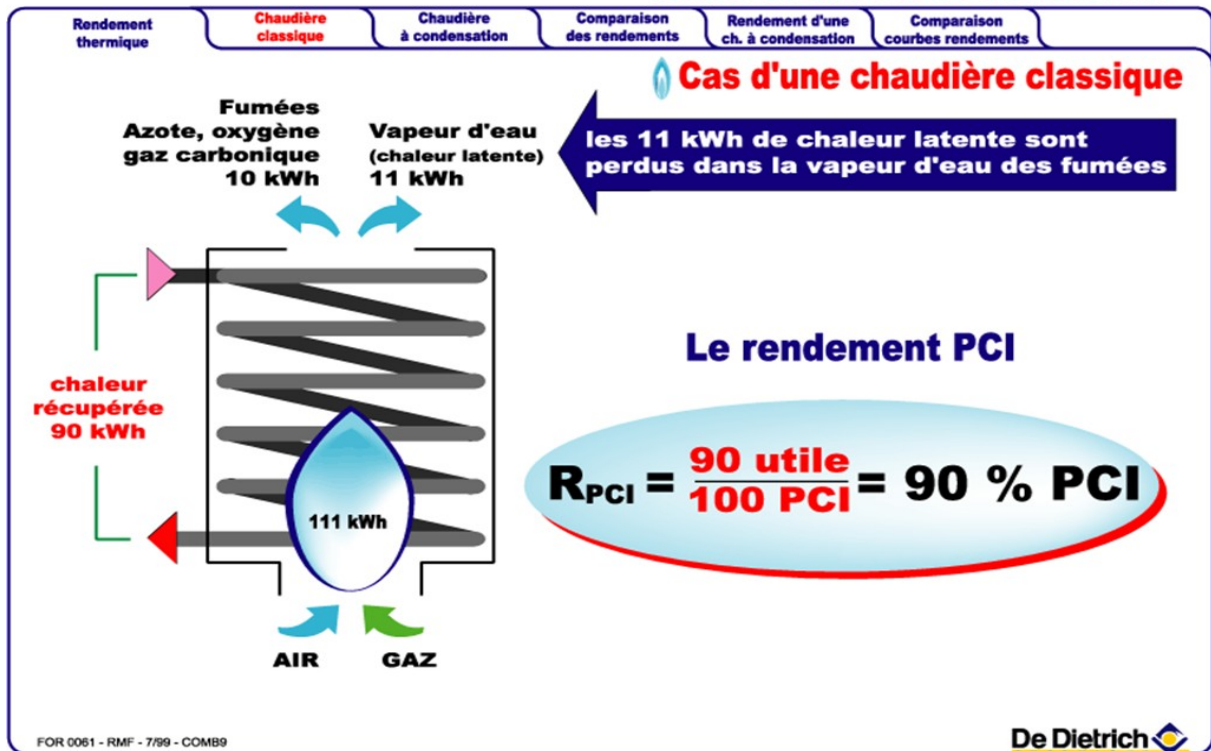 Rendement
thermique
Chaudière
classique
Chaudière
à condensation
Comparaison
des rendements
Rendement d'une
ch. à condensation
Comparaison
courbes rendements
Cas d'une chaudière classique
Fumées
Azote, oxygène
gaz carbonique
10 kWh
Vapeur d'eau
(chaleur latente)
11 kWh
les 11 kWh de chaleur latente sont
perdus dans la vapeur d'eau des fumées
chaleur
récupérée
90 kWh
111 kWh
AIR
GAZ
Le rendement PCI
RPCI = 90 utile / 100 PCI = 90 % PCI
FOR 0061 - RMF - 7/99 - COMB9
De Dietrich